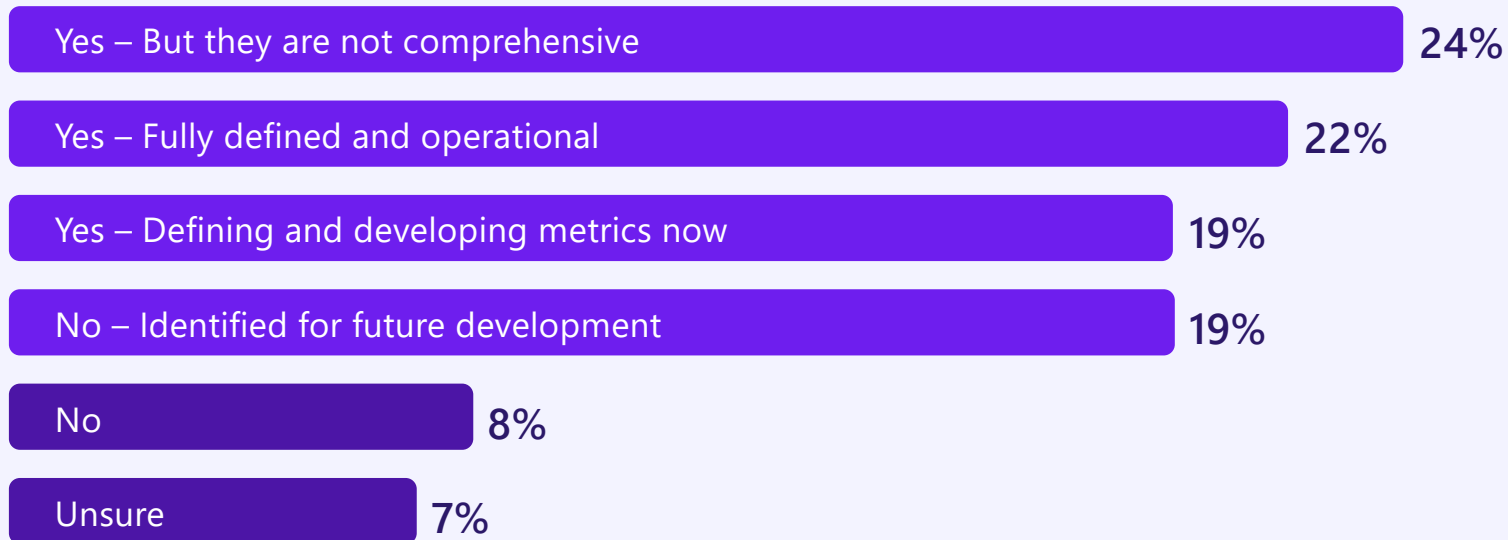 Yes – But they are not comprehensive 24%
Yes – Fully defined and operational 22%
Yes – Defining and developing metrics now 19%
No – Identified for future development 19%
No 8%
Unsure 7%